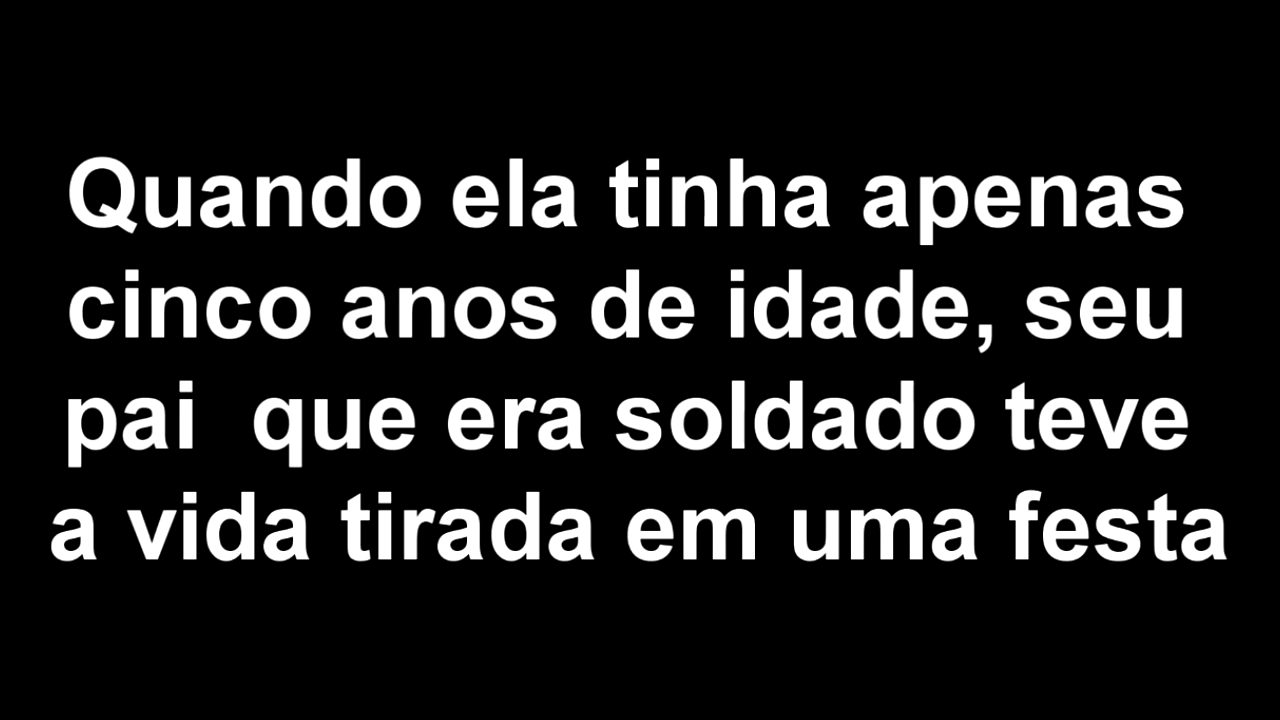 Quando ela tinha apenas
cinco anos de idade, seu
pai  que era soldado teve
a vida tirada em uma festa